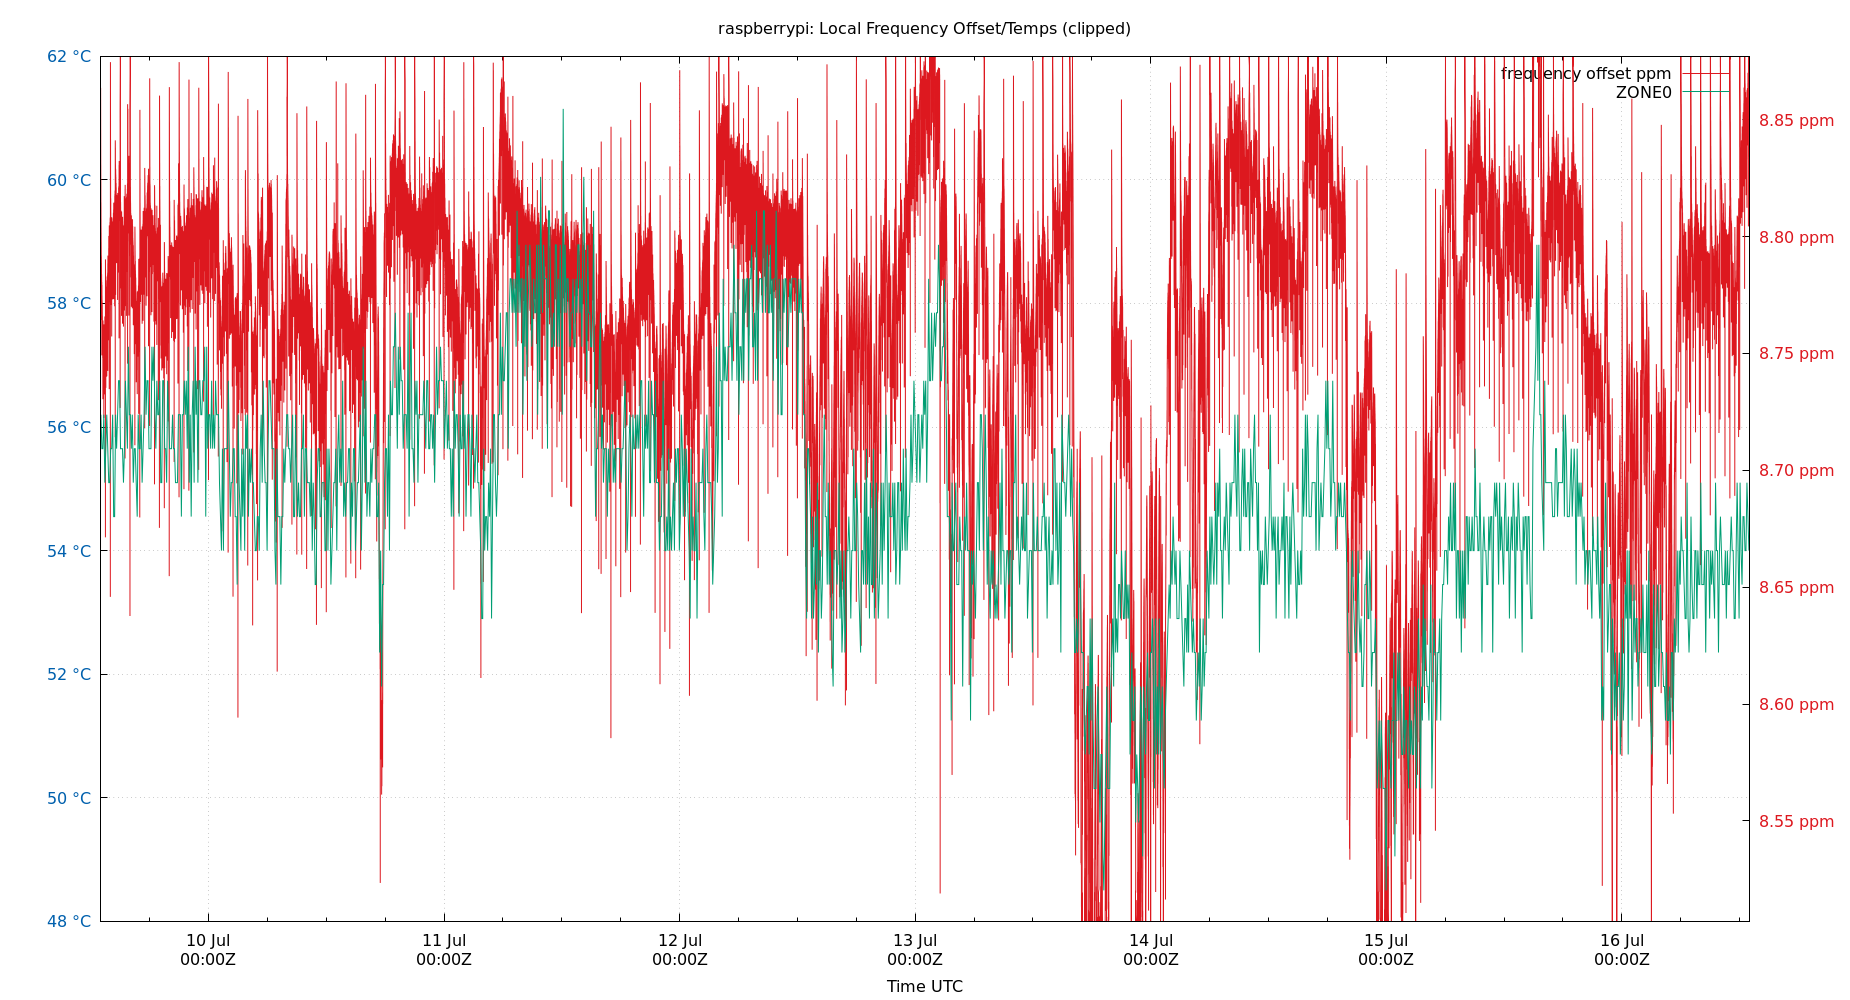 raspberrypi: Local Frequency Offset/Temps (clipped)
frequency offset ppm
ZONE0
62 °C
60 °C
58 °C
56 °C
54 °C
52 °C
50 °C
48 °C
8.85 ppm
8.80 ppm
8.75 ppm
8.70 ppm
8.65 ppm
8.60 ppm
8.55 ppm
10 Jul
00:00Z
11 Jul
00:00Z
12 Jul
00:00Z
13 Jul
00:00Z
14 Jul
00:00Z
15 Jul
00:00Z
16 Jul
00:00Z
Time UTC